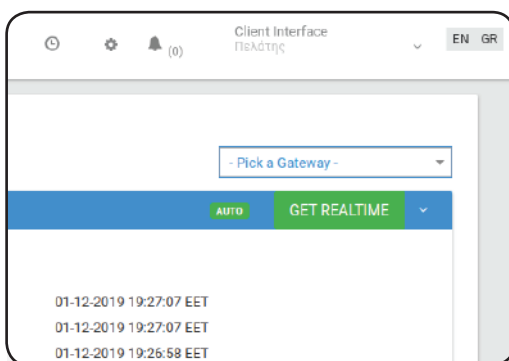 Client Interface
(0)
Πελάτης
EN GR
- Pick a Gateway -
AUTO
GET REALTIME
01-12-2019 19:27:07 EET
01-12-2019 19:27:07 EET
01-12-2019 19:26:58 EET